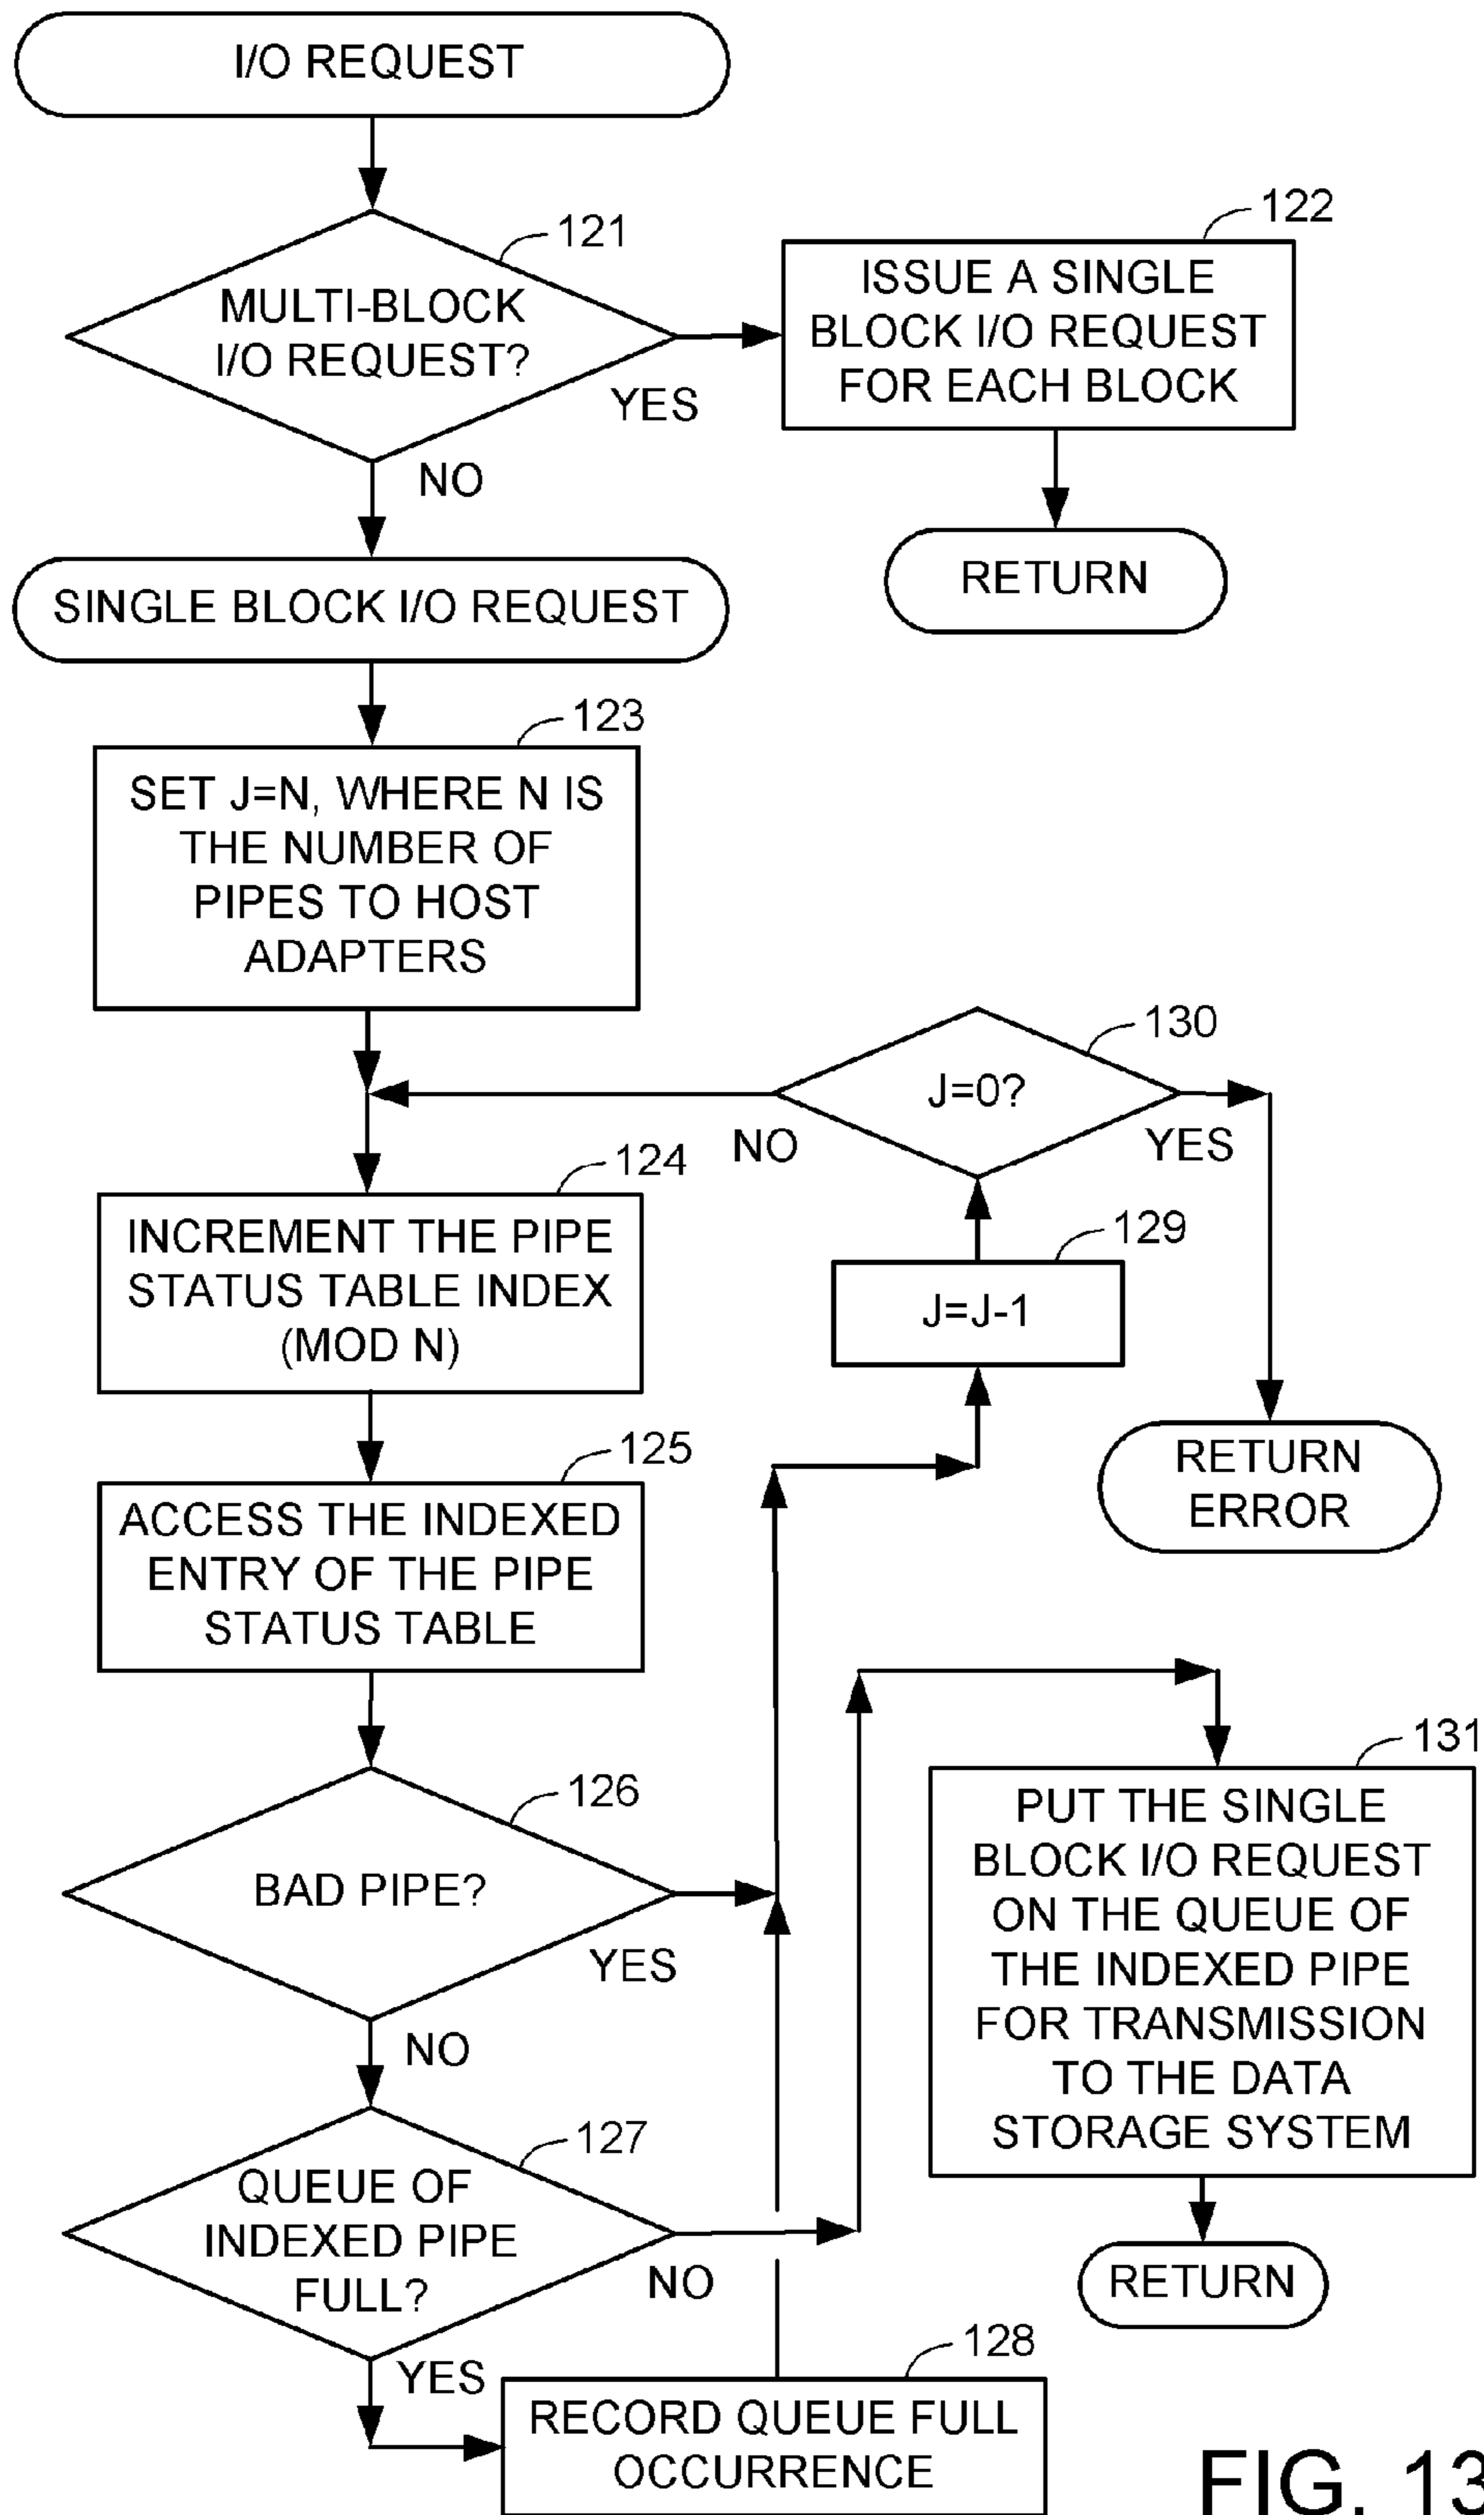 I/O REQUEST
121
MULTI-BLOCK
I/O REQUEST?
YES
NO
122
ISSUE A SINGLE
BLOCK I/O REQUEST
FOR EACH BLOCK
RETURN
SINGLE BLOCK I/O REQUEST
123
SET J=N, WHERE N IS
THE NUMBER OF
PIPES TO HOST
ADAPTERS
130
J=0?
NO
YES
124
INCREMENT THE PIPE
STATUS TABLE INDEX
(MOD N)
129
J=J-1
RETURN
ERROR
125
ACCESS THE INDEXED
ENTRY OF THE PIPE
STATUS TABLE
126
BAD PIPE?
YES
NO
131
PUT THE SINGLE
BLOCK I/O REQUEST
ON THE QUEUE OF
THE INDEXED PIPE
FOR TRANSMISSION
TO THE DATA
STORAGE SYSTEM
RETURN
127
QUEUE OF
INDEXED PIPE
FULL?
NO
YES
128
RECORD QUEUE FULL
OCCURRENCE
FIG. 13